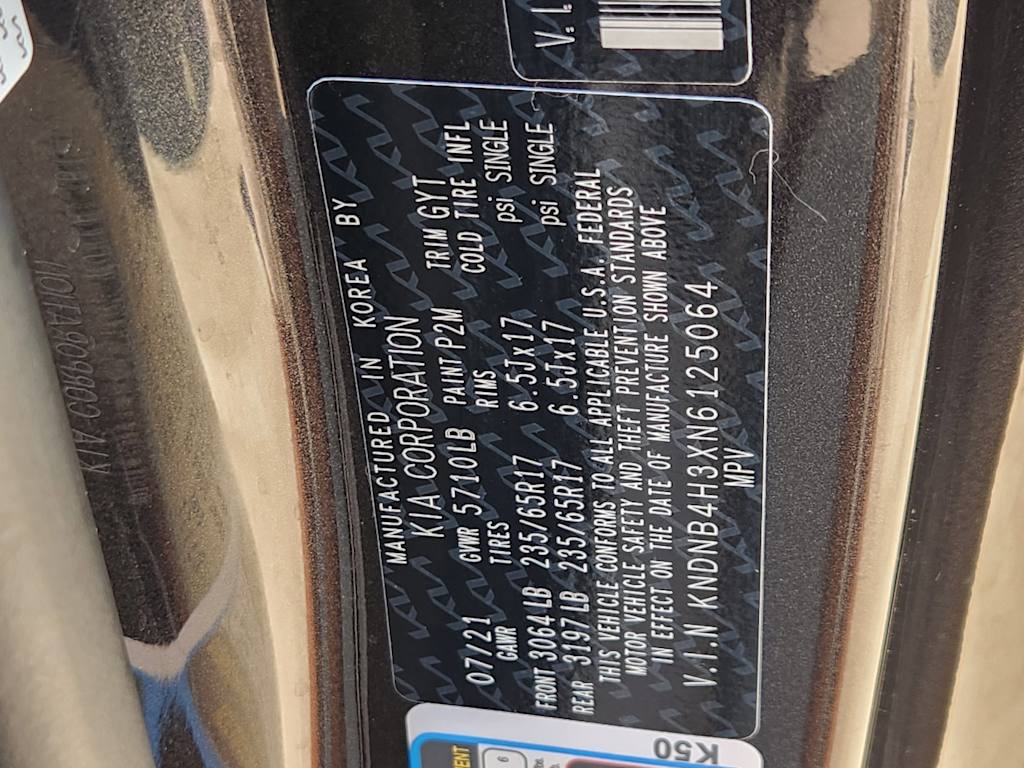 MANUFACTURED IN KOREA BY
KIA CORPORATION
07/21 GVWR 5710LB PAINT P2M TRIM GYT
GAWR TIRES RIMS COLD TIRE INFL
FRONT 3064LB 235/65R17 6.5Jx17 psi SINGLE
REAR 3197LB 235/65R17 6.5Jx17 psi SINGLE
THIS VEHICLE CONFORMS TO ALL APPLICABLE U.S.A. FEDERAL
MOTOR VEHICLE SAFETY AND THEFT PREVENTION STANDARDS
IN EFFECT ON THE DATE OF MANUFACTURE SHOWN ABOVE
V.I.N KNDNB4H3XN6125064
MPV
V.I.
K50